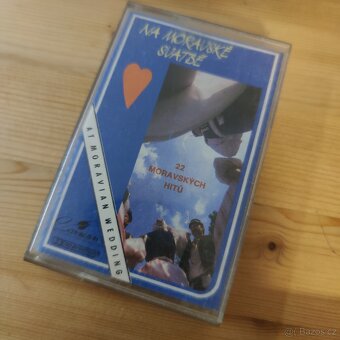 NA MORAVSKÉ
SVATBĚ
22
MORAVSKÝCH
HITŮ
AT MORAVIAN WEDDING
Bazos.cz